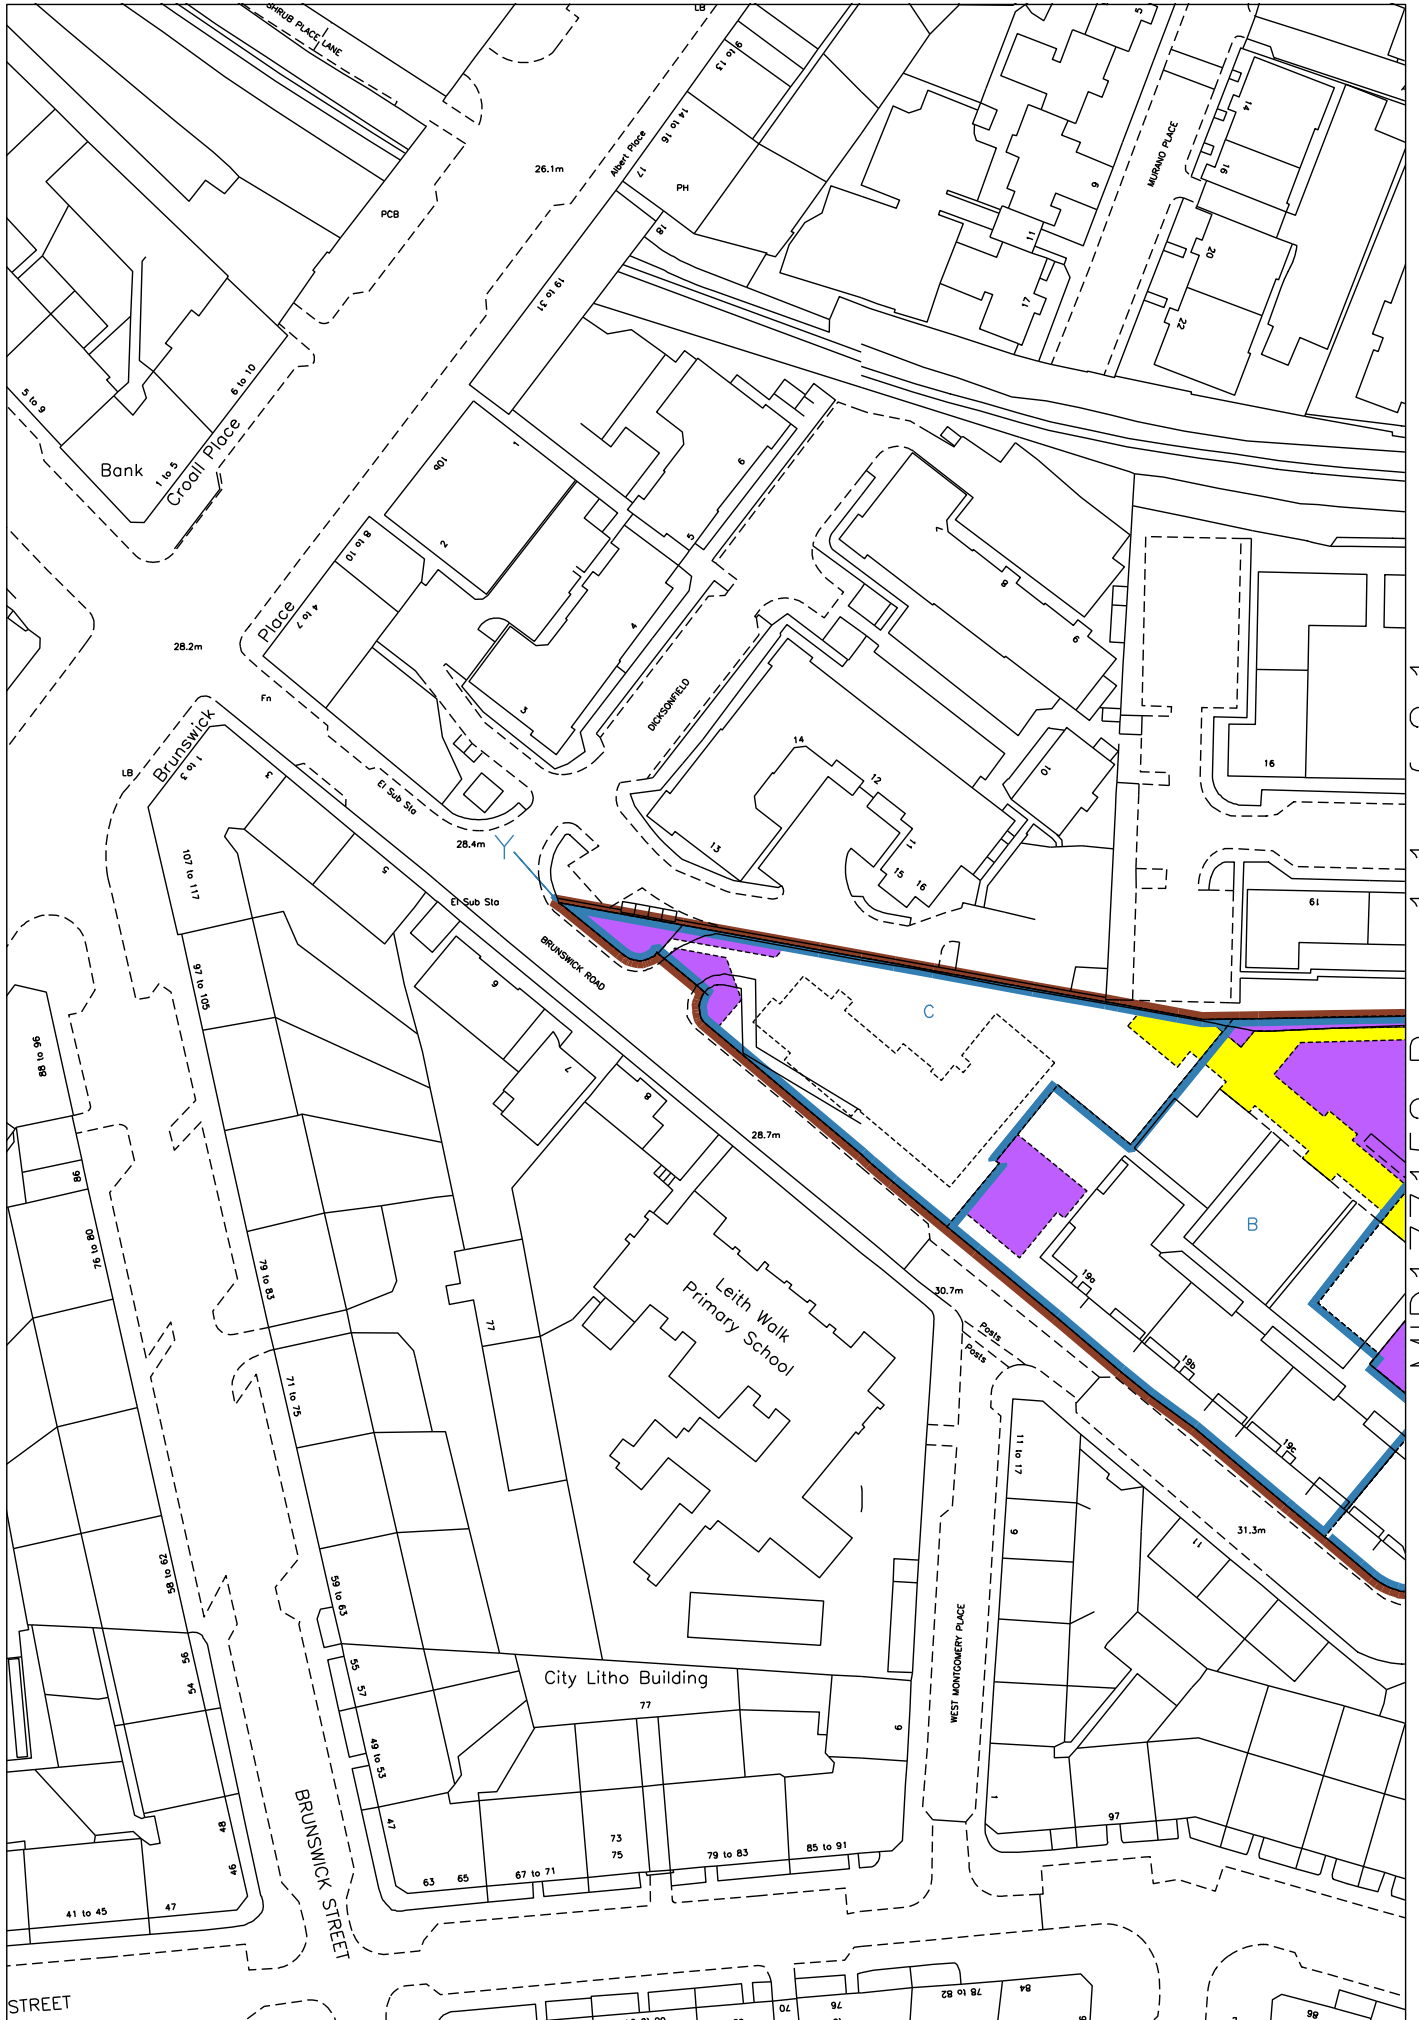 SHRUB PLACE LANE
LB
9 to 13
5
14
14 to 16
Albert Place
17
PH
26.1m
MURANO PLACE
16
9
PCB
18
11
20
19 to 31
17
22
5 to 9
6 to 10
Croall Place
1 to 5
Bank
1
10b
6
2
5
7
8 to 10
8
4 to 7
Place
4
9
28.2m
Fn
3
DICKSONFIELD
Brunswick
1 to 3
LB
3
14
12
10
16
El Sub Sta
28.4m
Y
13
11
15
16
107 to 117
5
El Sub Sta
19
BRUNSWICK ROAD
97 to 105
6
C
88 to 96
7
8
28.7m
86
B
76 to 80
79 to 83
19a
30.7m
Leith Walk
Primary School
Posts
Posts
77
19b
71 to 75
19c
11 to 17
9
31.3m
11
58 to 62
59 to 63
WEST MONTGOMERY PLACE
56
54
55
57
City Litho Building
77
9
49 to 53
1
97
48
47
73
75
79 to 83
85 to 91
46
63
65
67 to 71
BRUNSWICK STREET
41 to 45
47
STREET
70
76
78 to 82
84
86